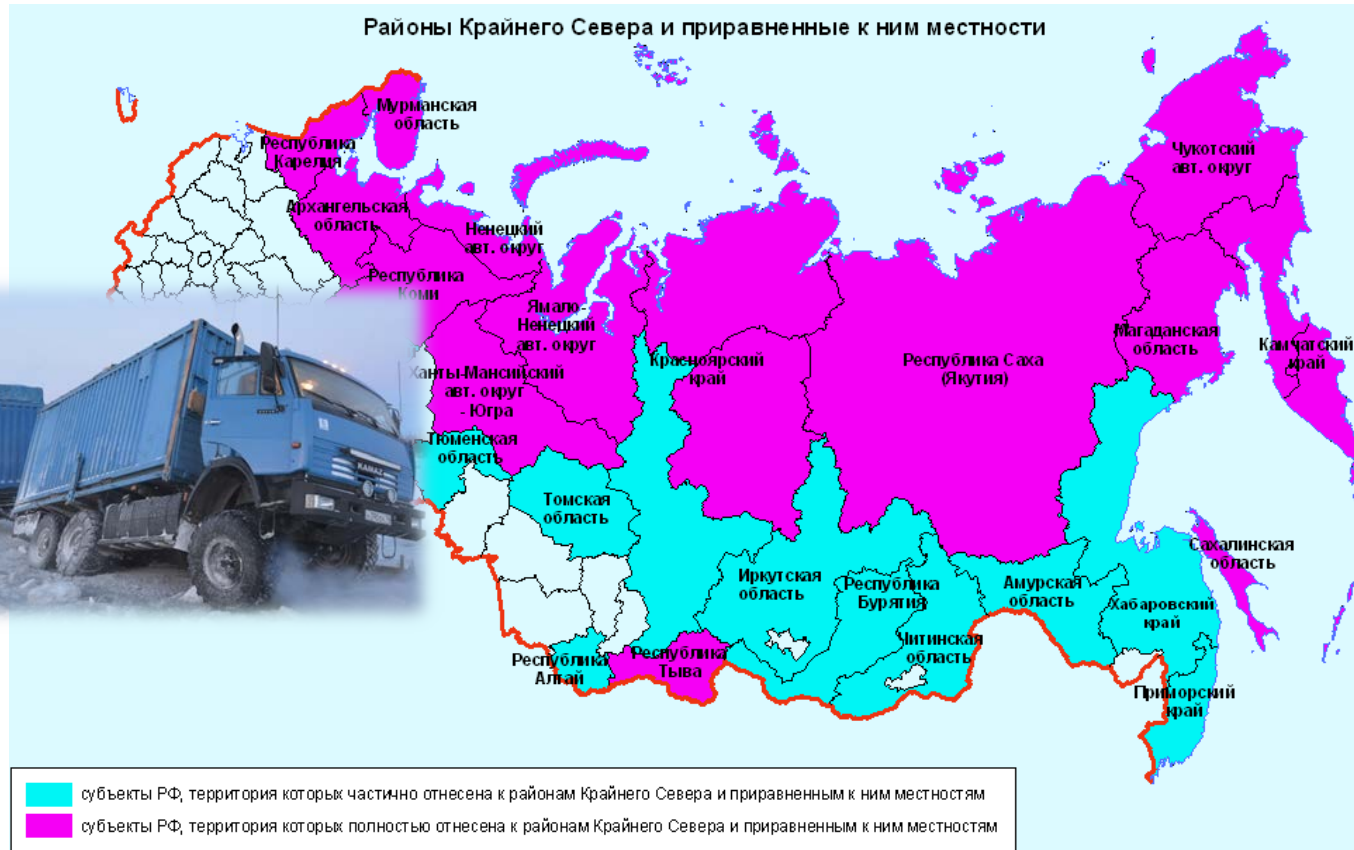 Районы Крайнего Севера и приравненные к ним местности
Мурманская
область
Республика
Карелия
Чукотский
авт. округ
Архангельская
область
Ненецкий
авт. округ
Республика
Коми
Ямало-
Ненецкий
авт. округ
Магаданская
область
Камчатский
край
Красноярский
край
Республика Саха
(Якутия)
Ханты-Мансийский
авт. округ
- Югра
Тюменская
область
KAMAZ
Томская
область
Сахалинская
область
Иркутская
область
Республика
Бурятия
Амурская
область
Хабаровский
край
Читинская
область
Республика
Алтай
Республика
Тыва
Приморский
край
субъекты РФ, территория которых частично отнесена к районам Крайнего Севера и приравненным к ним местностям
субъекты РФ, территория которых полностью отнесена к районам Крайнего Севера и приравненным к ним местностям